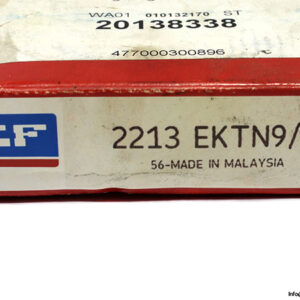 WA01 010132170 ST
20138338
477000300896
2213 EKTN9/
56-MADE IN MALAYSIA